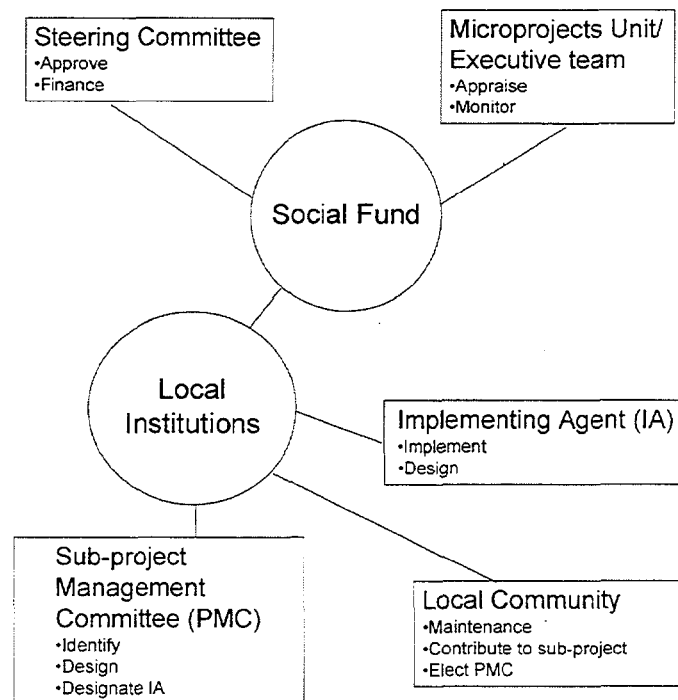 Steering Committee
•Approve
•Finance
Microprojects Unit/
Executive team
•Appraise
•Monitor
Social Fund
Local
Institutions
Implementing Agent (IA)
•Implement
•Design
Sub-project
Management
Committee (PMC)
•Identify
•Design
•Designate IA
Local Community
•Maintenance
•Contribute to sub-project
•Elect PMC